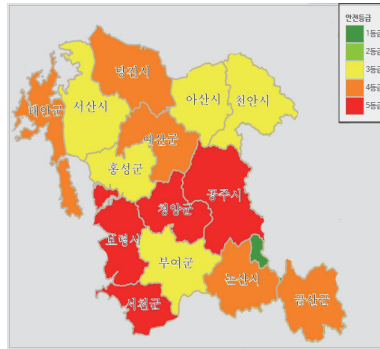 안전등급
1등급
2등급
3등급
4등급
5등급
당진시
태안군
서산시
아산시
천안시
예산군
홍성군
공주시
청양군
보령시
부여군
논산시
금산군
서천군